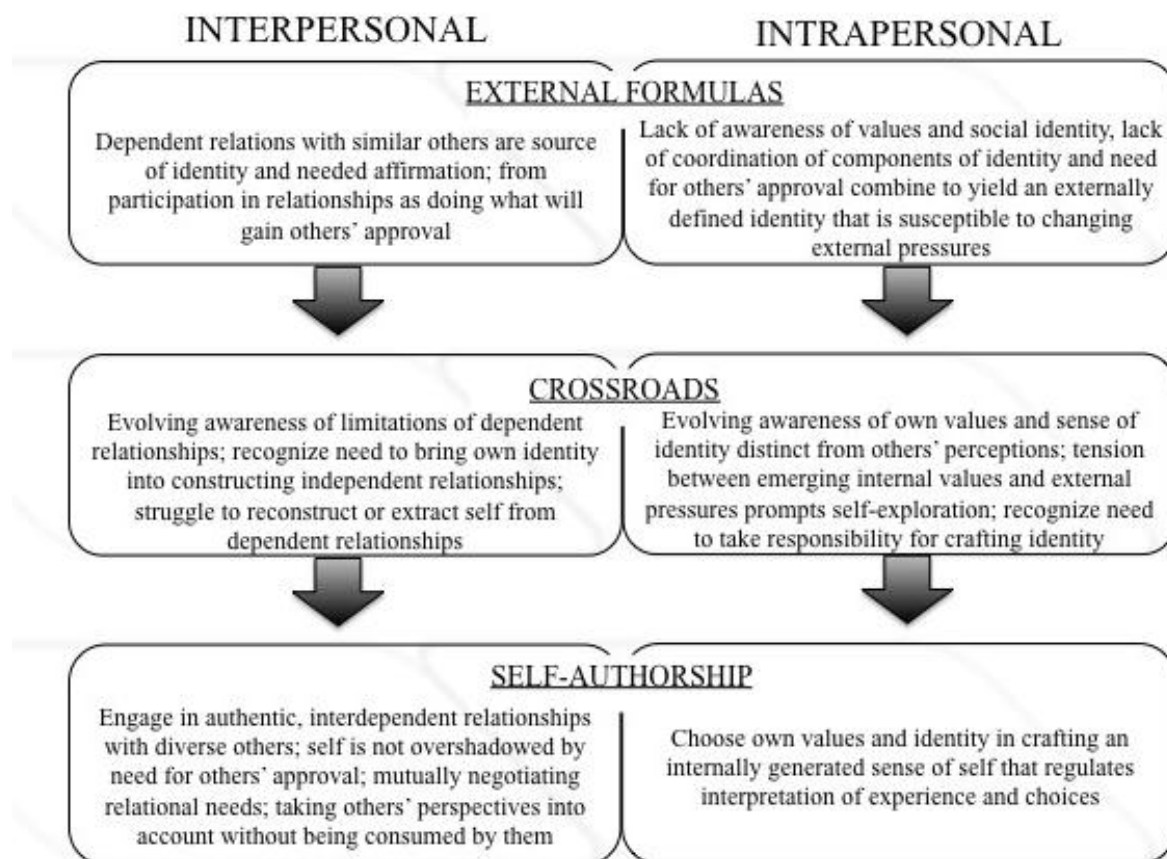 INTERPERSONAL
INTRAPERSONAL
EXTERNAL FORMULAS
Dependent relations with similar others are source
of identity and needed affirmation; from
participation in relationships as doing what will
gain others’ approval
Lack of awareness of values and social identity, lack
of coordination of components of identity and need
for others’ approval combine to yield an externally
defined identity that is susceptible to changing
external pressures
CROSSROADS
Evolving awareness of limitations of dependent
relationships; recognize need to bring own identity
into constructing independent relationships;
struggle to reconstruct or extract self from
dependent relationships
Evolving awareness of own values and sense of
identity distinct from others’ perceptions; tension
between emerging internal values and external
pressures prompts self-exploration; recognize need
to take responsibility for crafting identity
SELF-AUTHORSHIP
Engage in authentic, interdependent relationships
with diverse others; self is not overshadowed by
need for others’ approval; mutually negotiating
relational needs; taking others’ perspectives into
account without being consumed by them
Choose own values and identity in crafting an
internally generated sense of self that regulates
interpretation of experience and choices